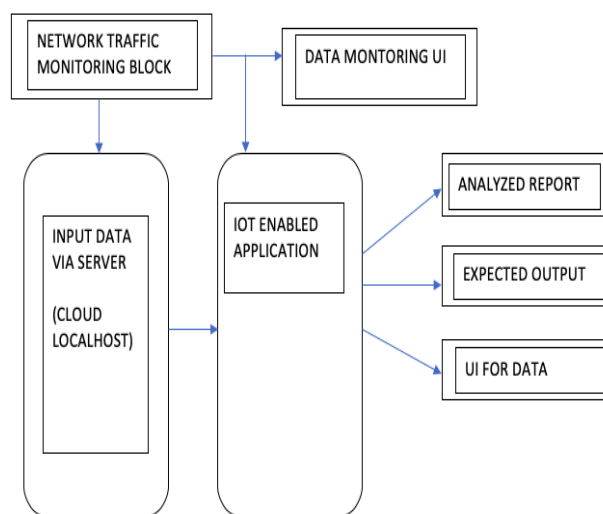 NETWORK TRAFFIC
MONITORING BLOCK
DATA MONTORING UI
INPUT DATA
VIA SERVER
(CLOUD
LOCALHOST)
IOT ENABLED
APPLICATION
ANALYZED REPORT
EXPECTED OUTPUT
UI FOR DATA